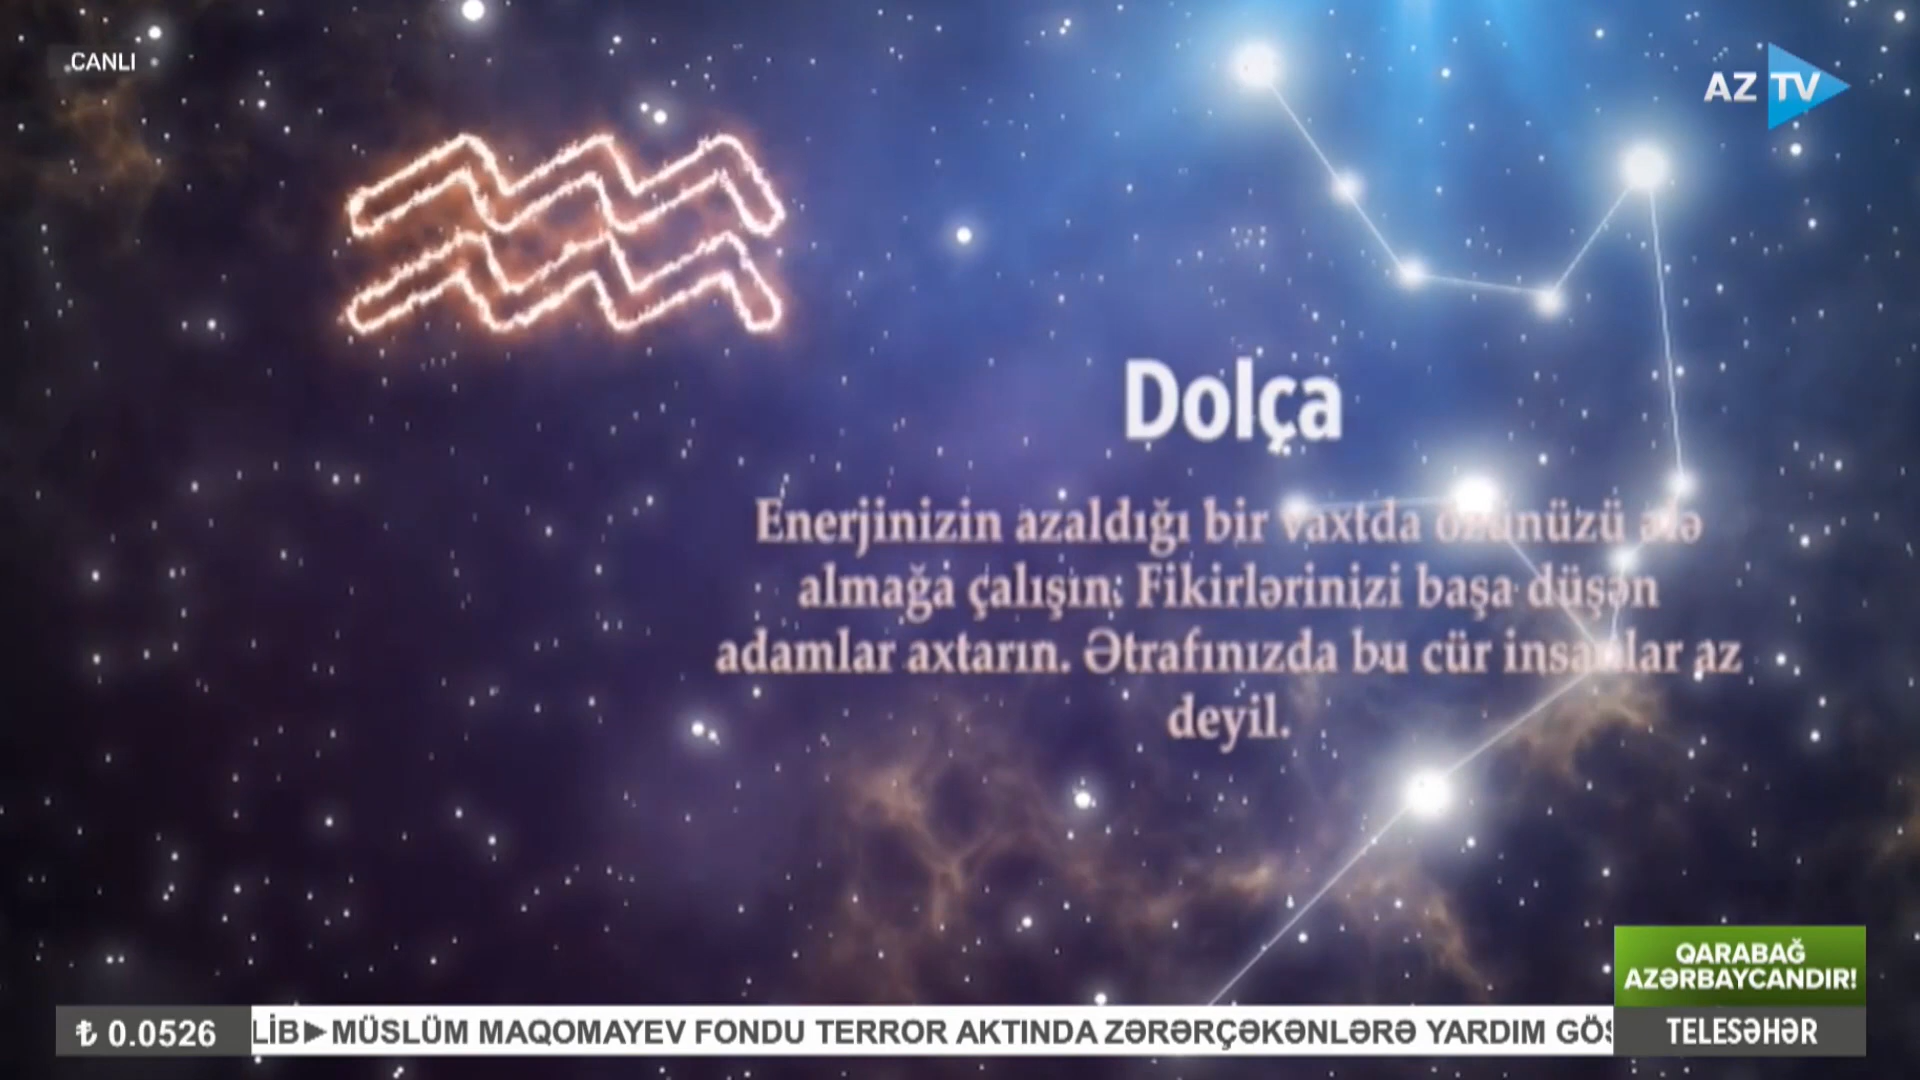 CANLI
AZ TV
Dolça
Enerjinizin azaldığı bir vaxtda özünüzü ələ
almağa çalışın. Fikirlərinizi başa düşən
adamlar axtarın. Ətrafınızda bu cür insanlar az
deyil.
QARABAĞ
AZƏRBAYCANDIR!
₺ 0.0526
LİB▶MÜSLÜM MAQOMAYEV FONDU TERROR AKTINDA ZƏRƏRÇƏKƏNLƏRƏ YARDIM
TELESƏHƏR